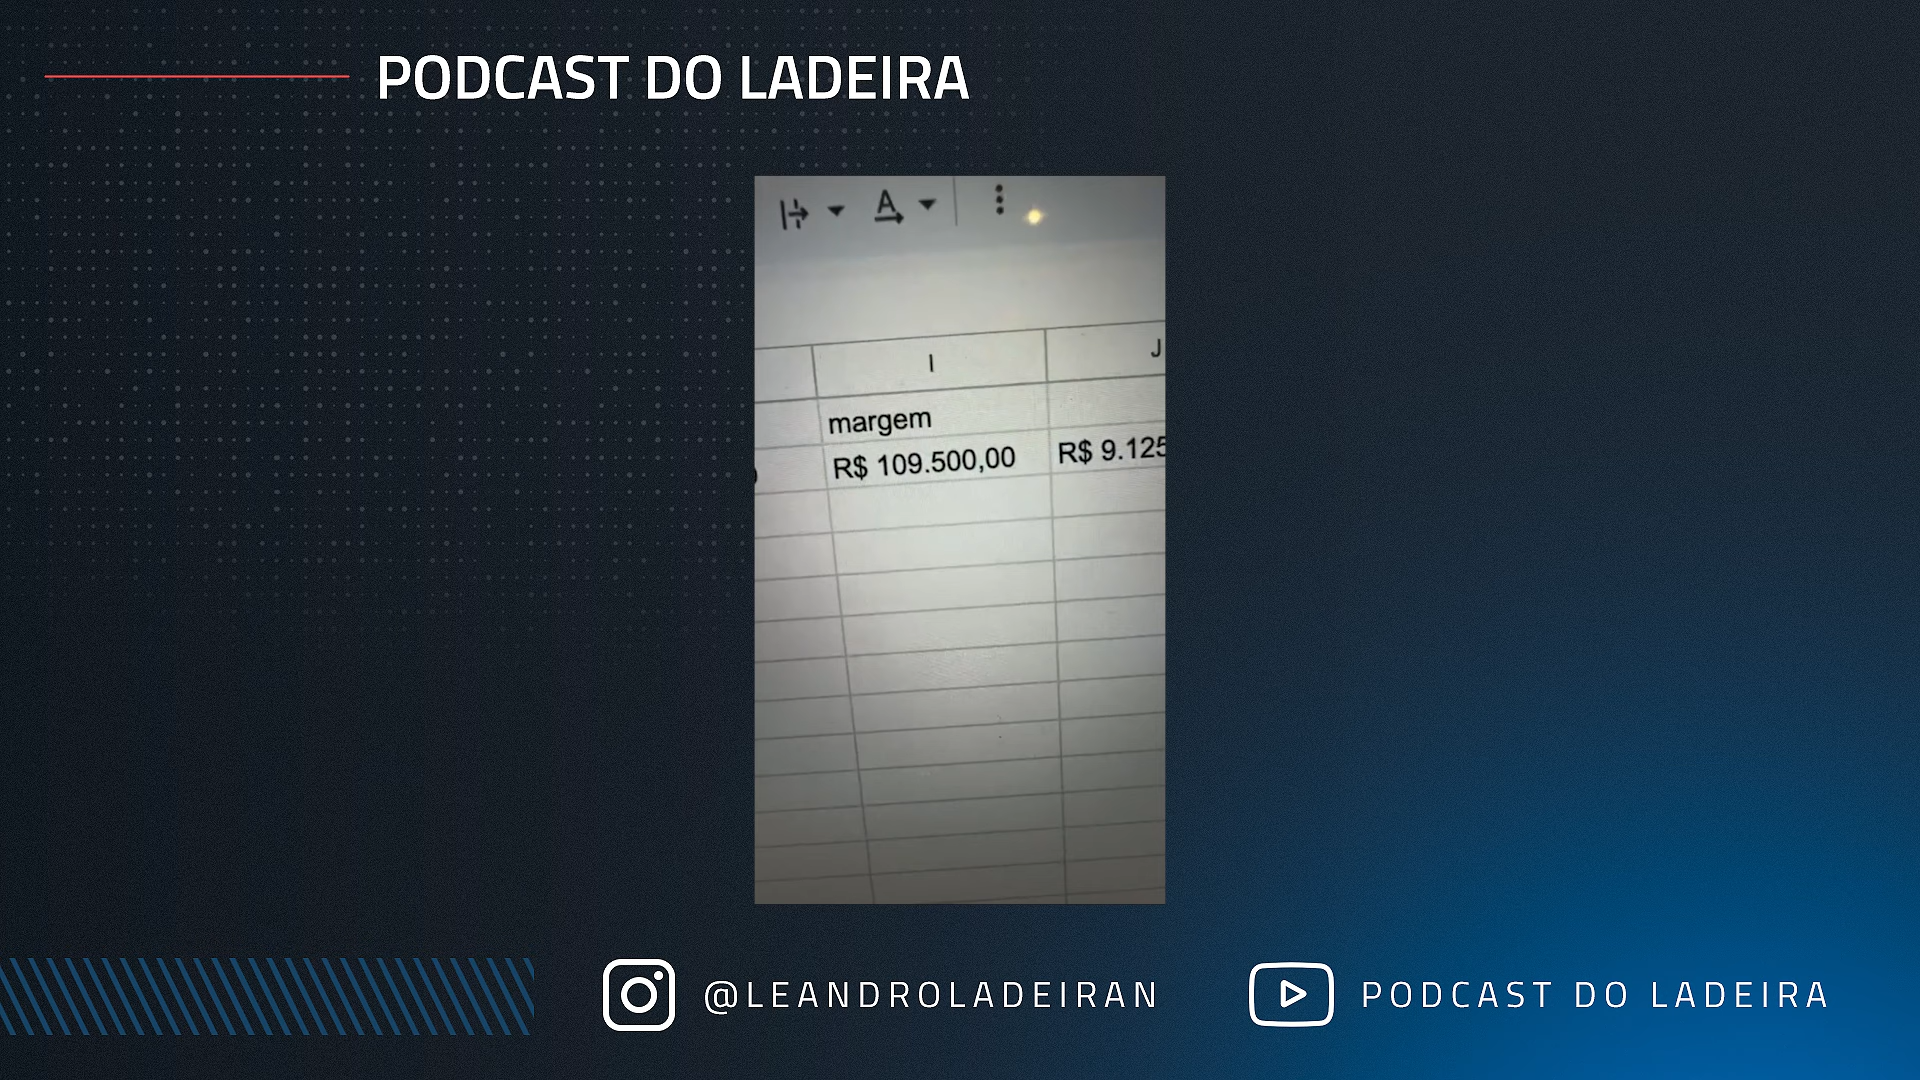 PODCAST DO LADEIRA
A
I J
margem
R$ 109.500,00 R$ 9.125
@LEANDROLADEIRAN
PODCAST DO LADEIRA